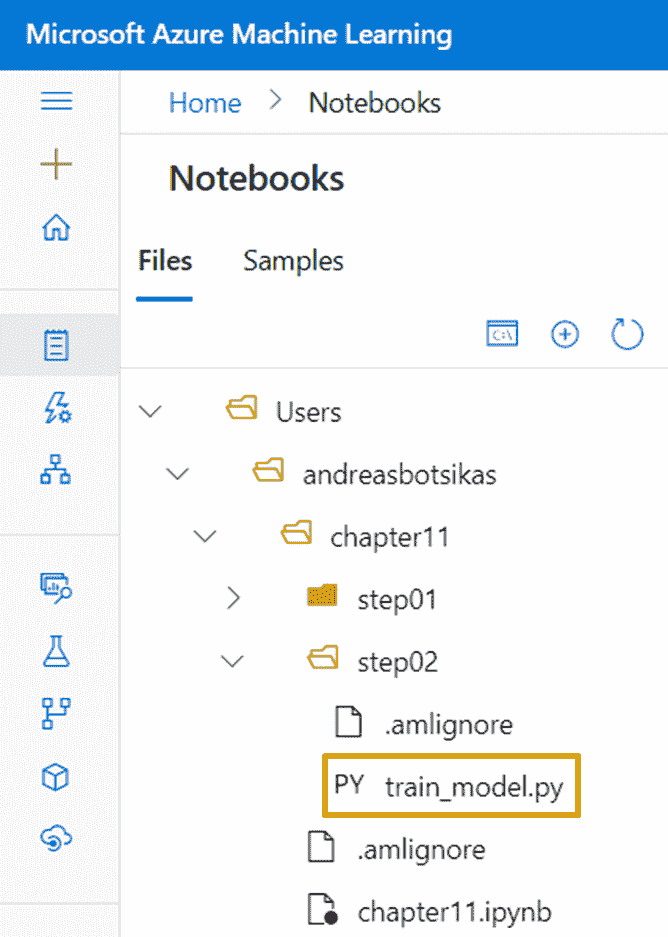 Microsoft Azure Machine Learning
Home > Notebooks
Notebooks
Files Samples
C:\
Users
andreasbotsikas
chapter11
step01
step02
.amlignore
PY train_model.py
.amlignore
chapter11.ipynb